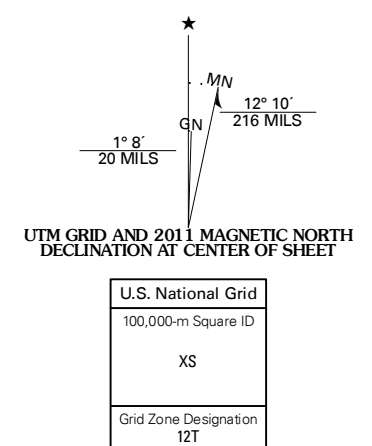 ★
MN
GN
12° 10´
216 MILS
1° 8´
20 MILS
UTM GRID AND 2011 MAGNETIC NORTH
DECLINATION AT CENTER OF SHEET
U.S. National Grid
100,000-m Square ID
XS
Grid Zone Designation
12T